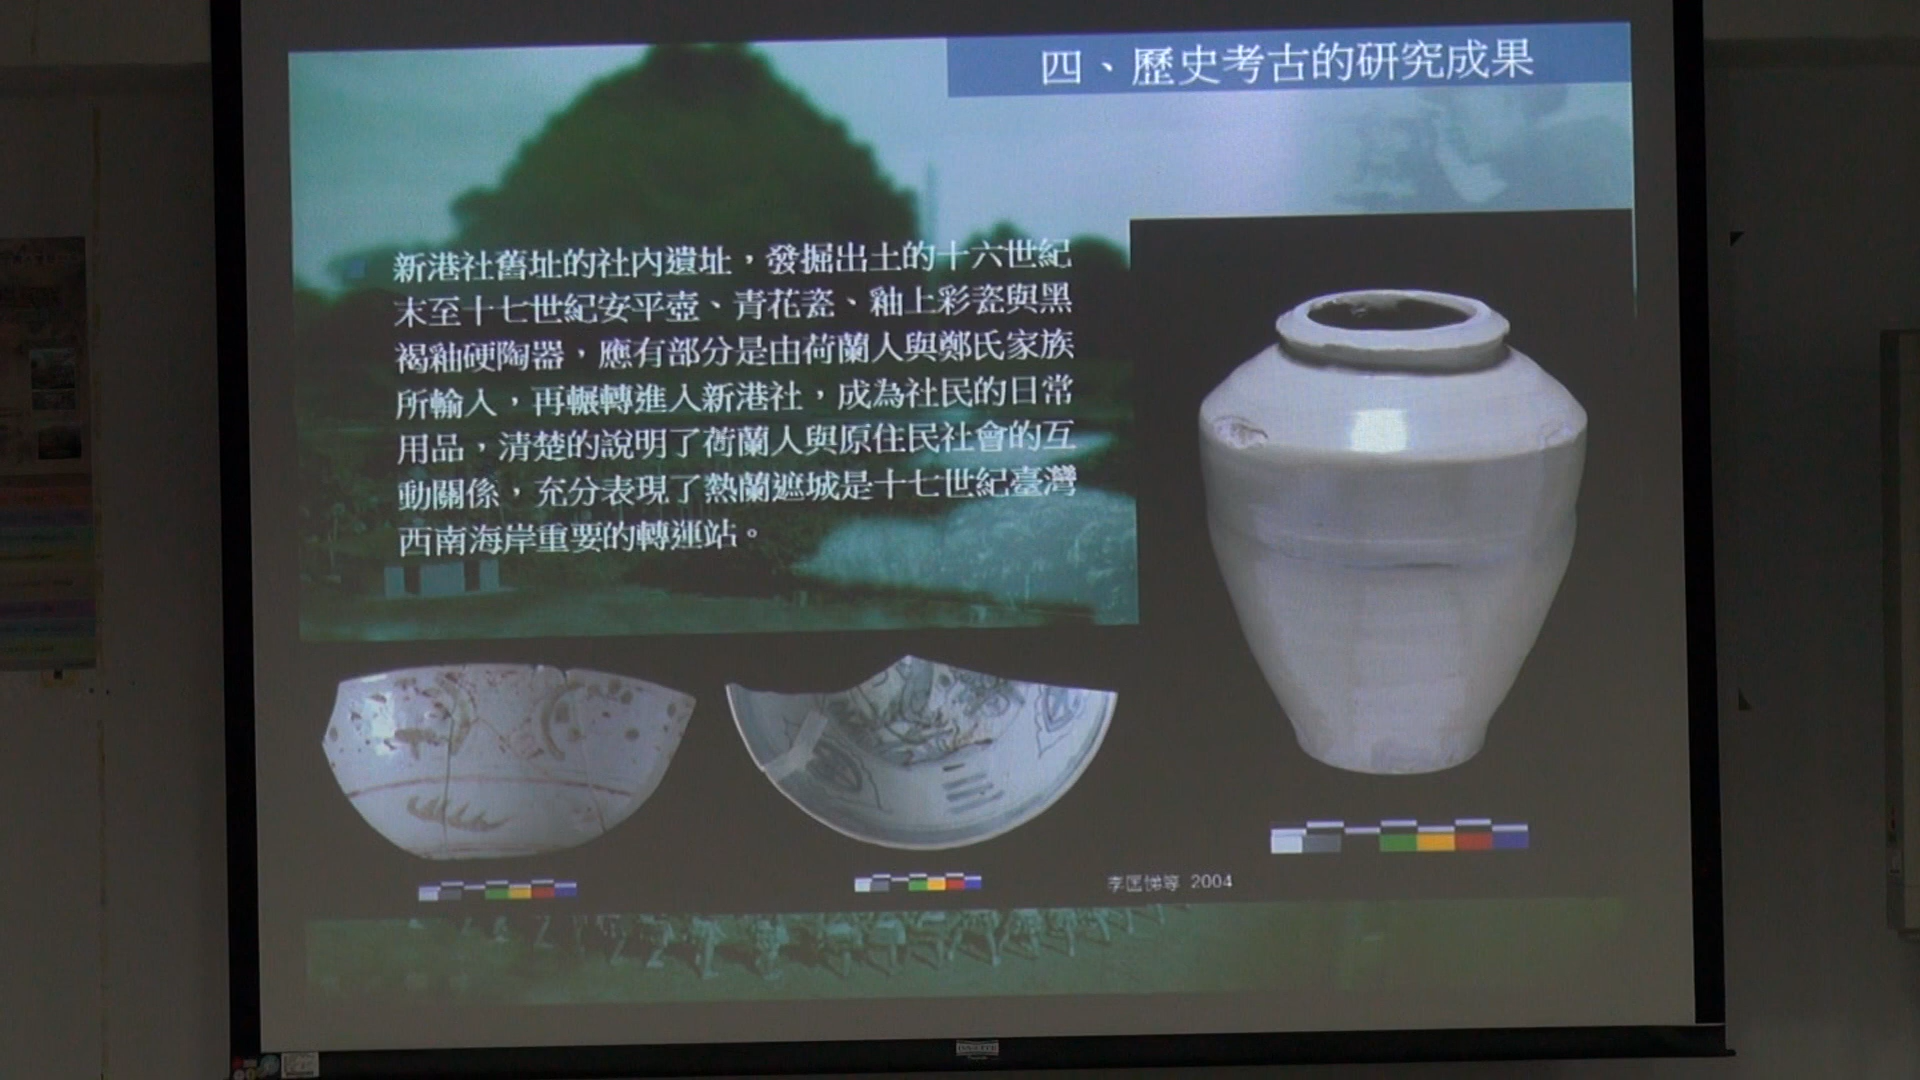 四、歷史考古的研究成果
新港社舊址的社內遺址，發掘出土的十六世紀
末至十七世紀安平壺、青花瓷、釉上彩瓷與黑
褐釉硬陶器，應有部分是由荷蘭人與鄭氏家族
所輸入，再輾轉進入新港社，成為社民的日常
用品，清楚的說明了荷蘭人與原住民社會的互
動關係，充分表現了熱蘭遮城是十七世紀臺灣
西南海岸重要的轉運站。
李匡悌等 2004